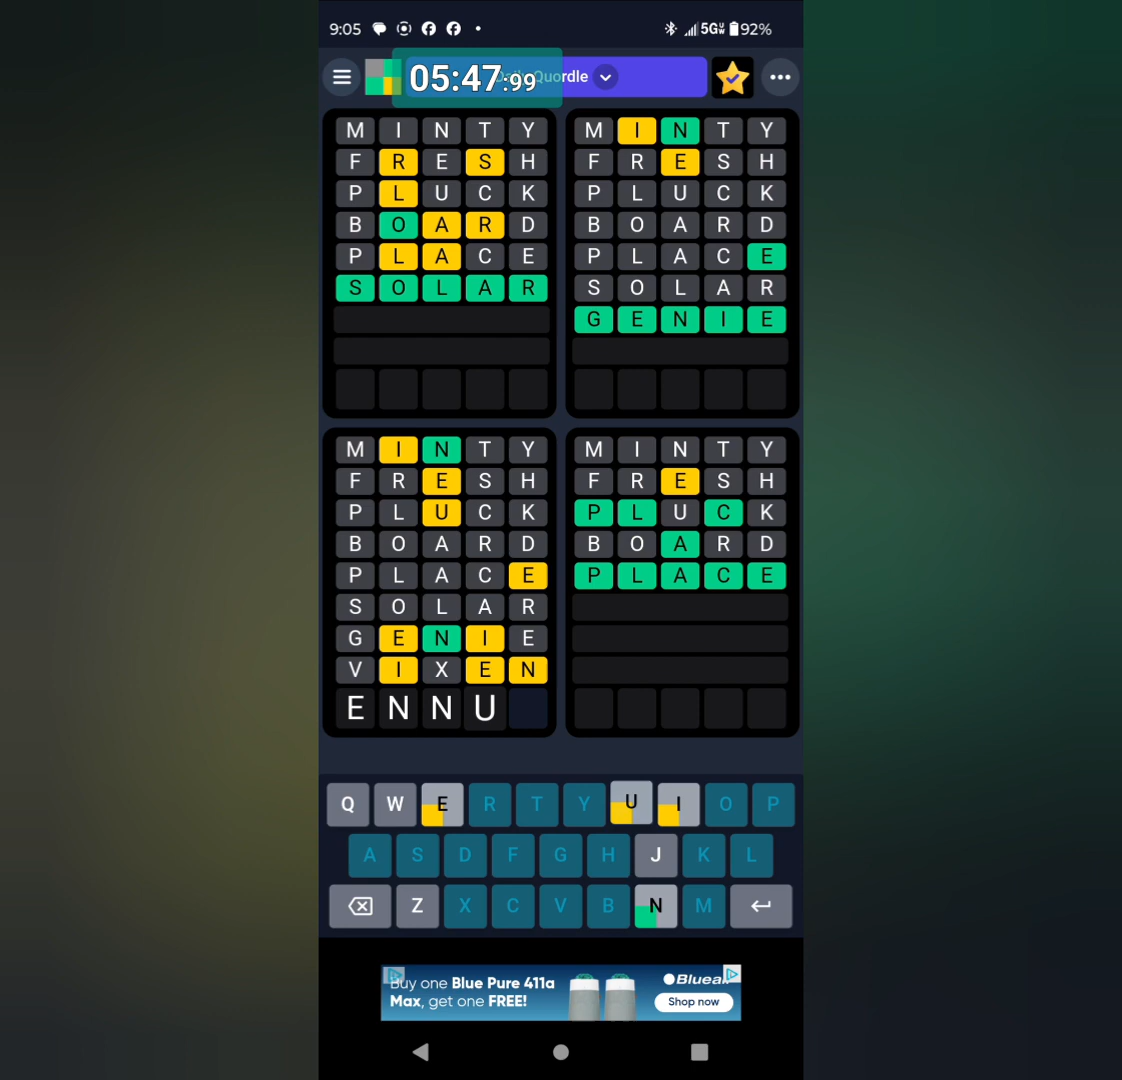 9:05 5G 92%
05:47:99 Quordle
M I N T Y
F R E S H
P L U C K
B O A R D
P L A C E
S O L A R
M I N T Y
F R E S H
P L U C K
B O A R D
P L A C E
S O L A R
G E N I E
M I N T Y
F R E S H
P L U C K
B O A R D
P L A C E
S O L A R
G E N I E
V I X E N
E N N U
M I N T Y
F R E S H
P L U C K
B O A R D
P L A C E
Q W E R T Y U I O P
A S D F G H J K L
Z X C V B N M
Buy one Blue Pure 411a
Max, get one FREE!
Blueair
Shop now